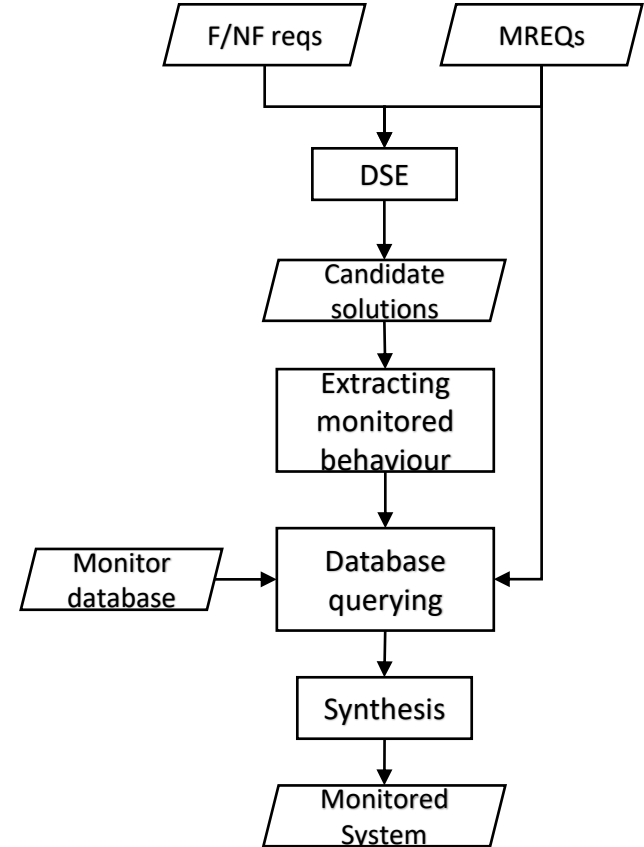 F/NF reqs
MREQs
DSE
Candidate
solutions
Extracting
monitored
behaviour
Monitor
database
Database
querying
Synthesis
Monitored
System